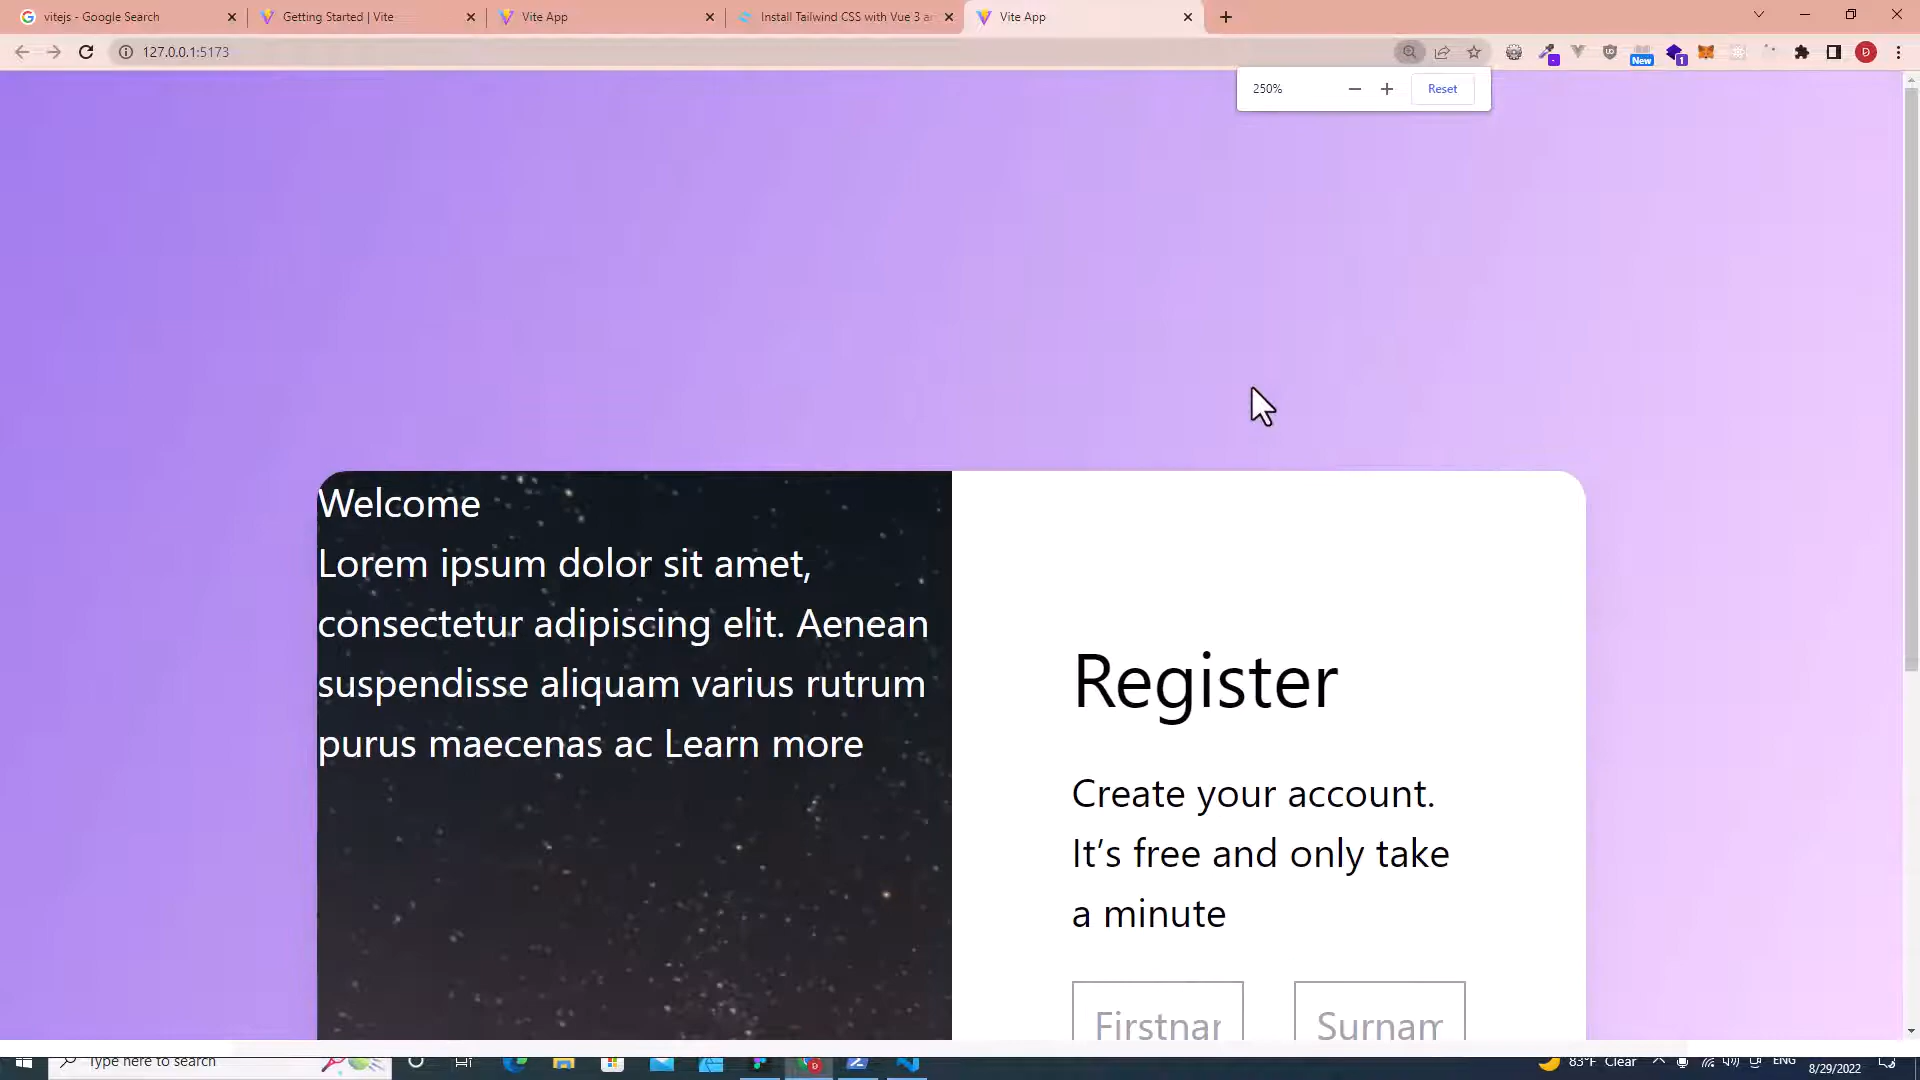 vitejs - Google Search
Getting Started | Vite
Vite App
Install Tailwind CSS with Vue 3 an
Vite App
127.0.0.1:5173
New
1
D
250%
Reset
Welcome
Lorem ipsum dolor sit amet,
consectetur adipiscing elit. Aenean
suspendisse aliquam varius rutrum
purus maecenas ac Learn more
Register
Create your account.
It’s free and only take
a minute
Firstnar
Surnam
Type here to search
83°F Clear
ENG
8/29/2022